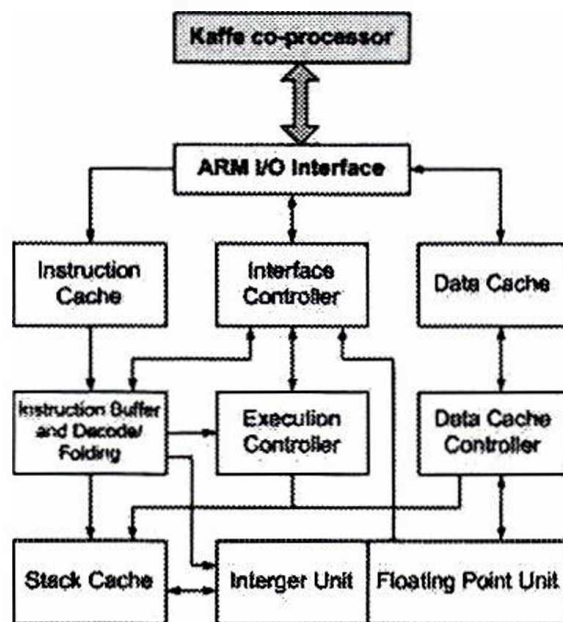 Kaffe co-processor
ARM I/O Interface
Instruction
Cache
Interface
Controller
Data Cache
Instruction Buffer
and Decode/
Folding
Execution
Controller
Data Cache
Controller
Stack Cache
Interger Unit
Floating Point Unit